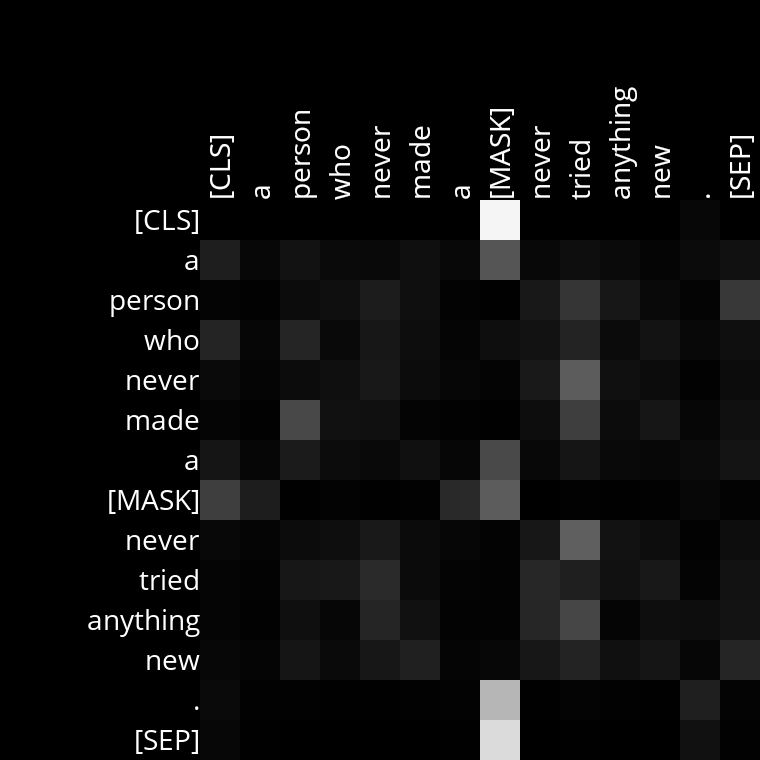 [CLS] a person who never made a [MASK] never tried anything new . [SEP]
[CLS]
a
person
who
never
made
a
[MASK]
never
tried
anything
new
.
[SEP]